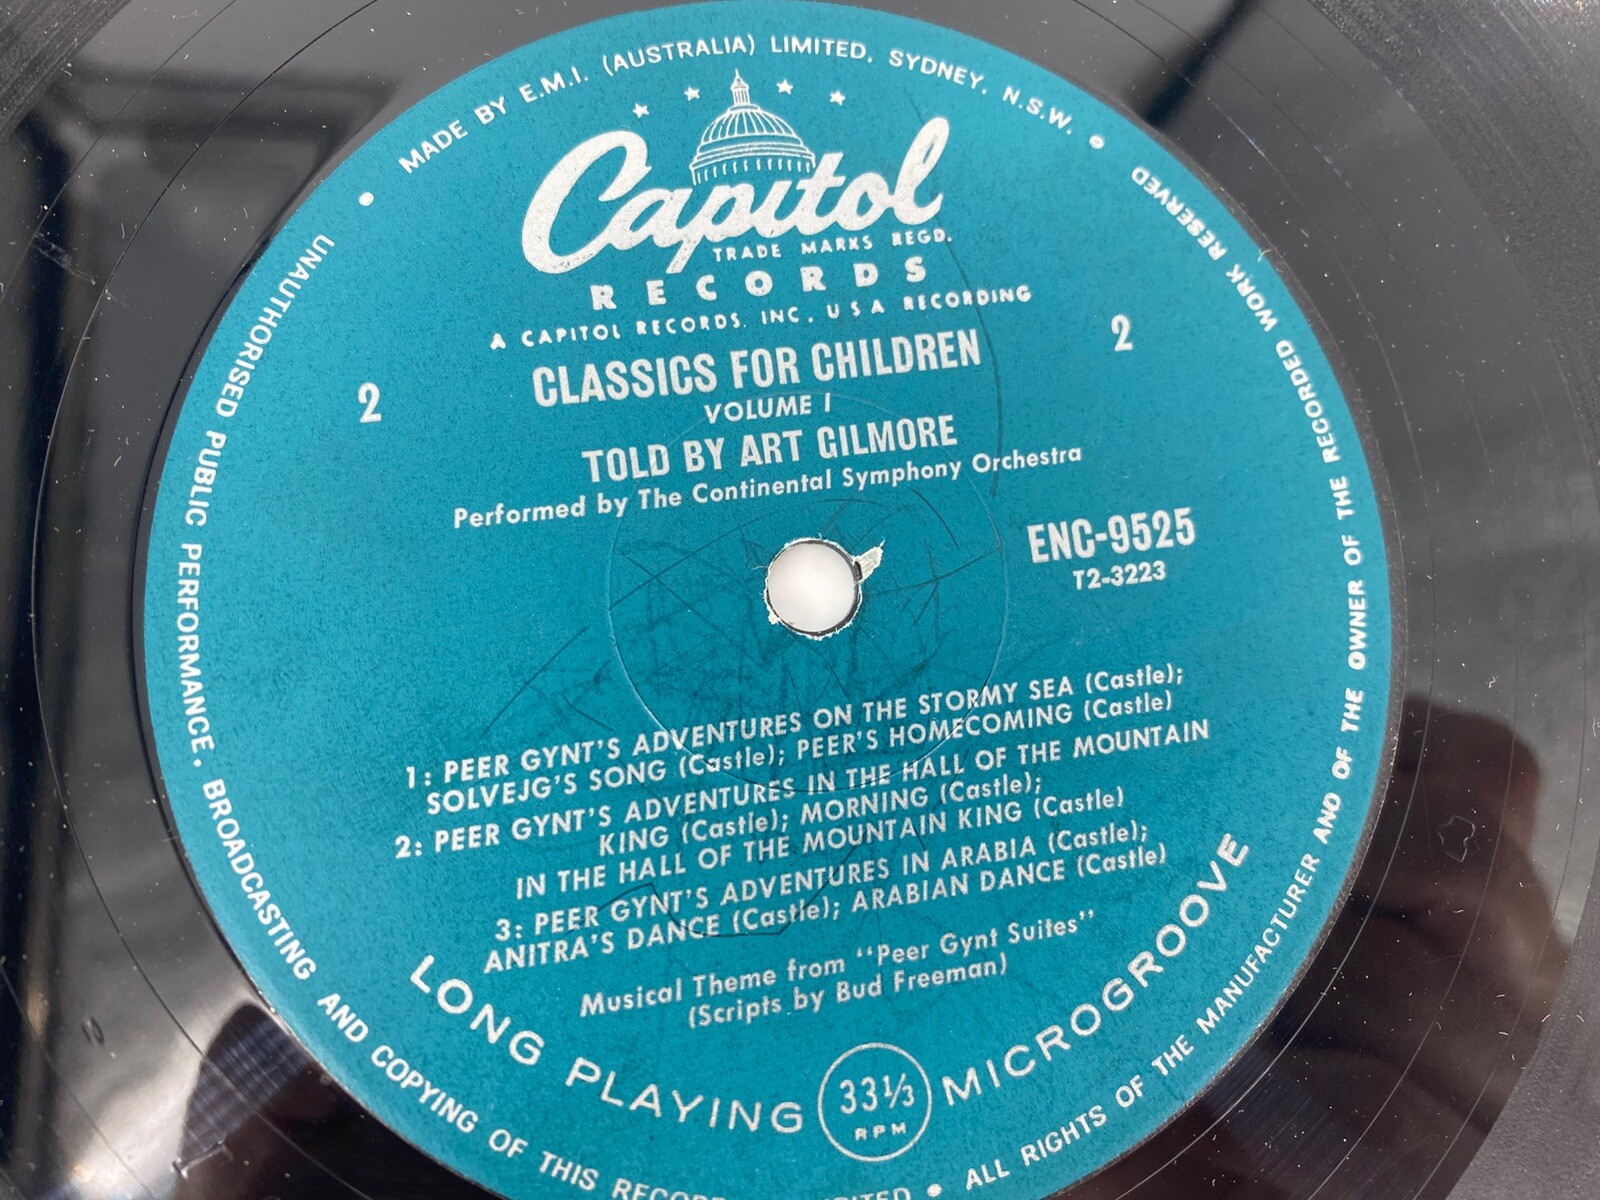 MADE BY E.M.I. (AUSTRALIA) LIMITED, SYDNEY, N.S.W.
Capitol
TRADE MARKS REGD.
RECORDS
A CAPITOL RECORDS, INC. U S A RECORDING
2
2
CLASSICS FOR CHILDREN
VOLUME 1
TOLD BY ART GILMORE
Performed by The Continental Symphony Orchestra
ENC-9525
T2-3223
1: PEER GYNT'S ADVENTURES ON THE STORMY SEA (Castle);
SOLVEJG'S SONG (Castle); PEER'S HOMECOMING (Castle)
2: PEER GYNT'S ADVENTURES IN THE HALL OF THE MOUNTAIN
KING (Castle); MORNING (Castle);
IN THE HALL OF THE MOUNTAIN KING (Castle)
3: PEER GYNT'S ADVENTURES IN ARABIA (Castle);
ANITRA'S DANCE (Castle); ARABIAN DANCE (Castle)
Musical Theme from "Peer Gynt Suites"
(Scripts by Bud Freeman)
LONG PLAYING 33⅓ RPM MICROGROOVE
ALL RIGHTS OF THE MANUFACTURER AND OF THE OWNER OF THE RECORDED WORK RESERVED
UNAUTHORISED PUBLIC PERFORMANCE, BROADCASTING AND COPYING OF THIS